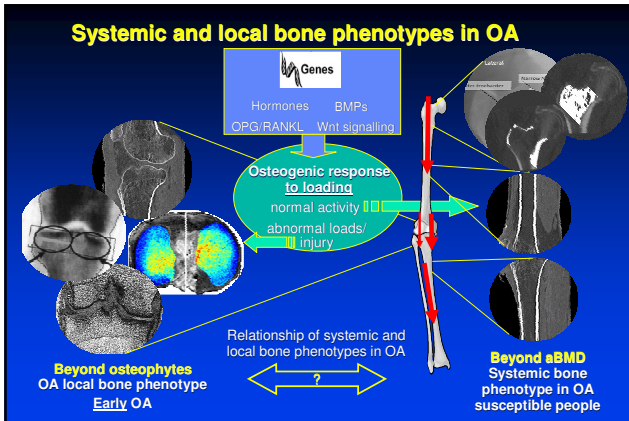 Systemic and local bone phenotypes in OA
Genes
Hormones BMPs
OPG/RANKL Wnt signalling
Osteogenic response
to loading
normal activity
abnormal loads/
injury
Lateral
Relationship of systemic and
local bone phenotypes in OA
?
Beyond osteophytes
OA local bone phenotype
Early OA
Beyond aBMD
Systemic bone
phenotype in OA
susceptible people